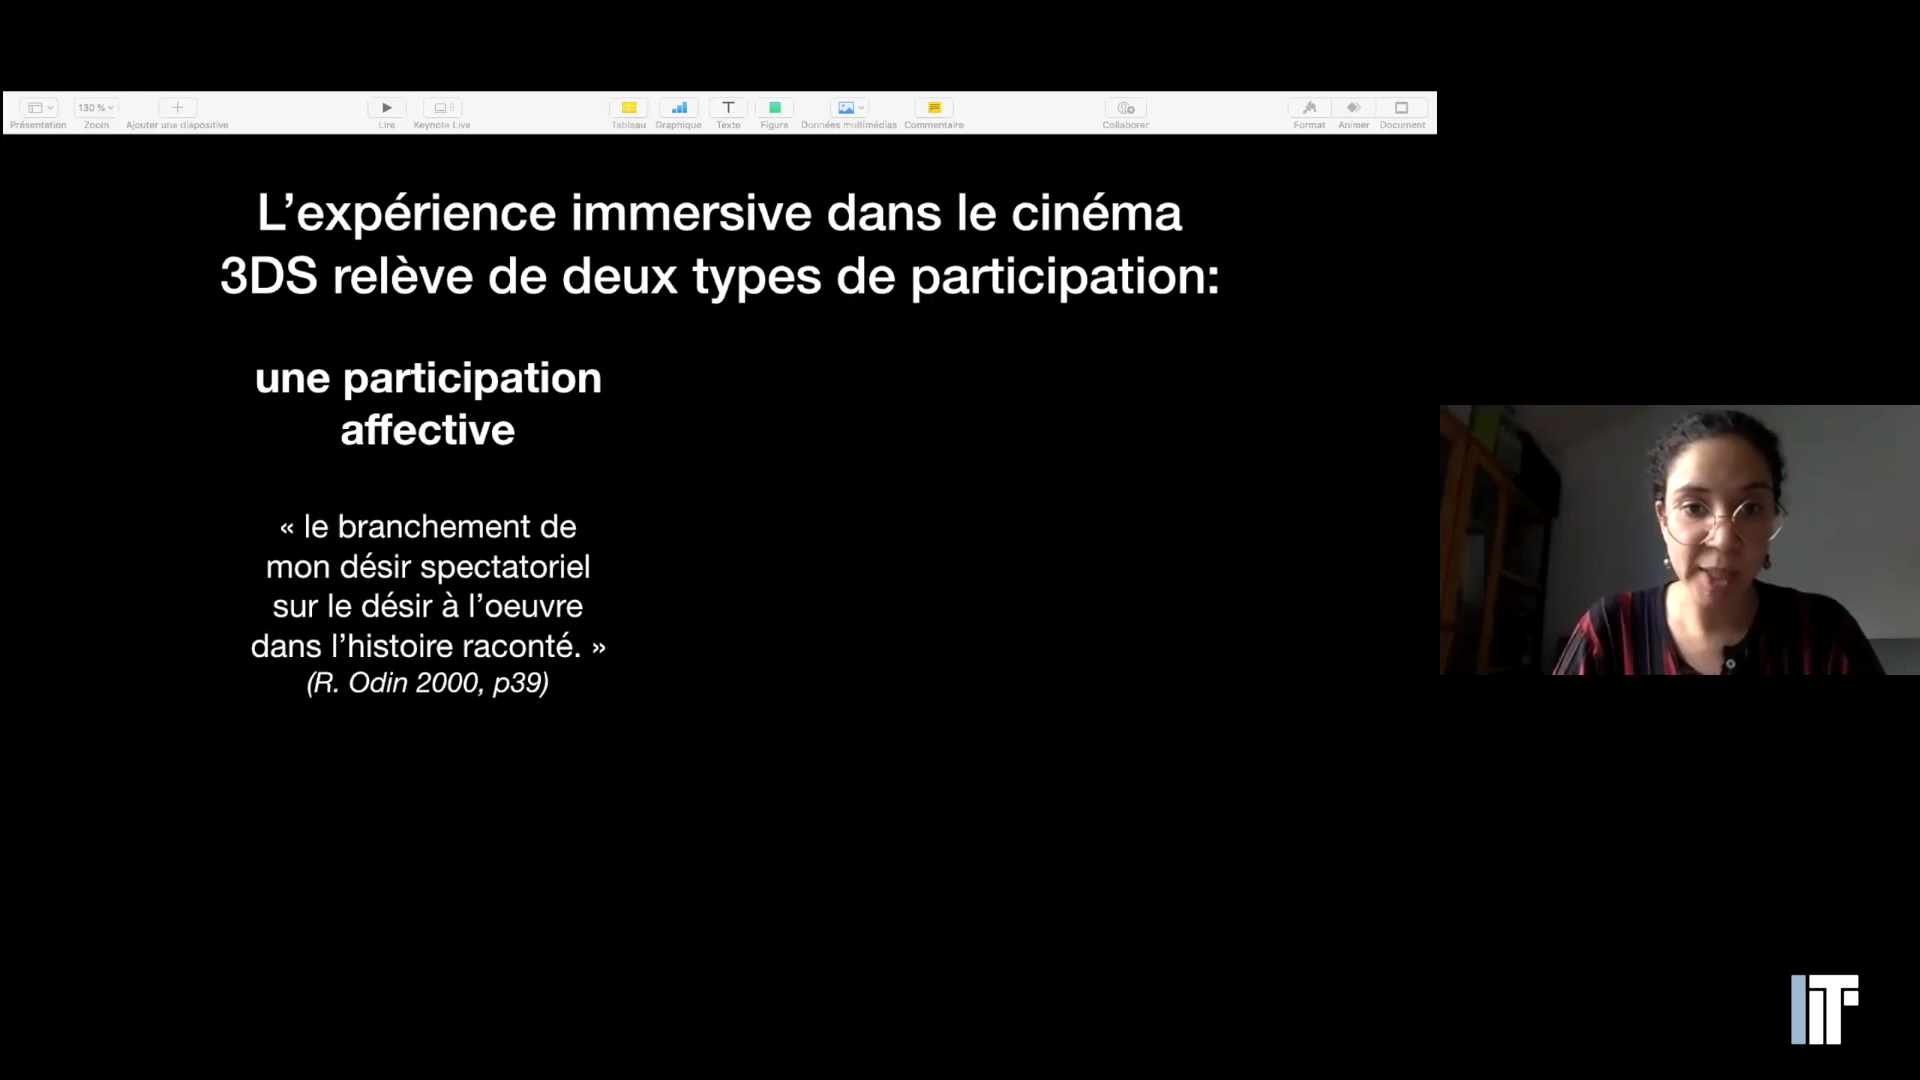 130 %
Présentation
Zoom
Ajouter une diapositive
Lire
Keynote Live
Tableau
Graphique
Texte
Figure
Données multimédias
Commentaire
Collaborer
Format
Animer
Document
L’expérience immersive dans le cinéma
3DS relève de deux types de participation:
une participation
affective
« le branchement de
mon désir spectatoriel
sur le désir à l’oeuvre
dans l’histoire raconté. »
(R. Odin 2000, p39)